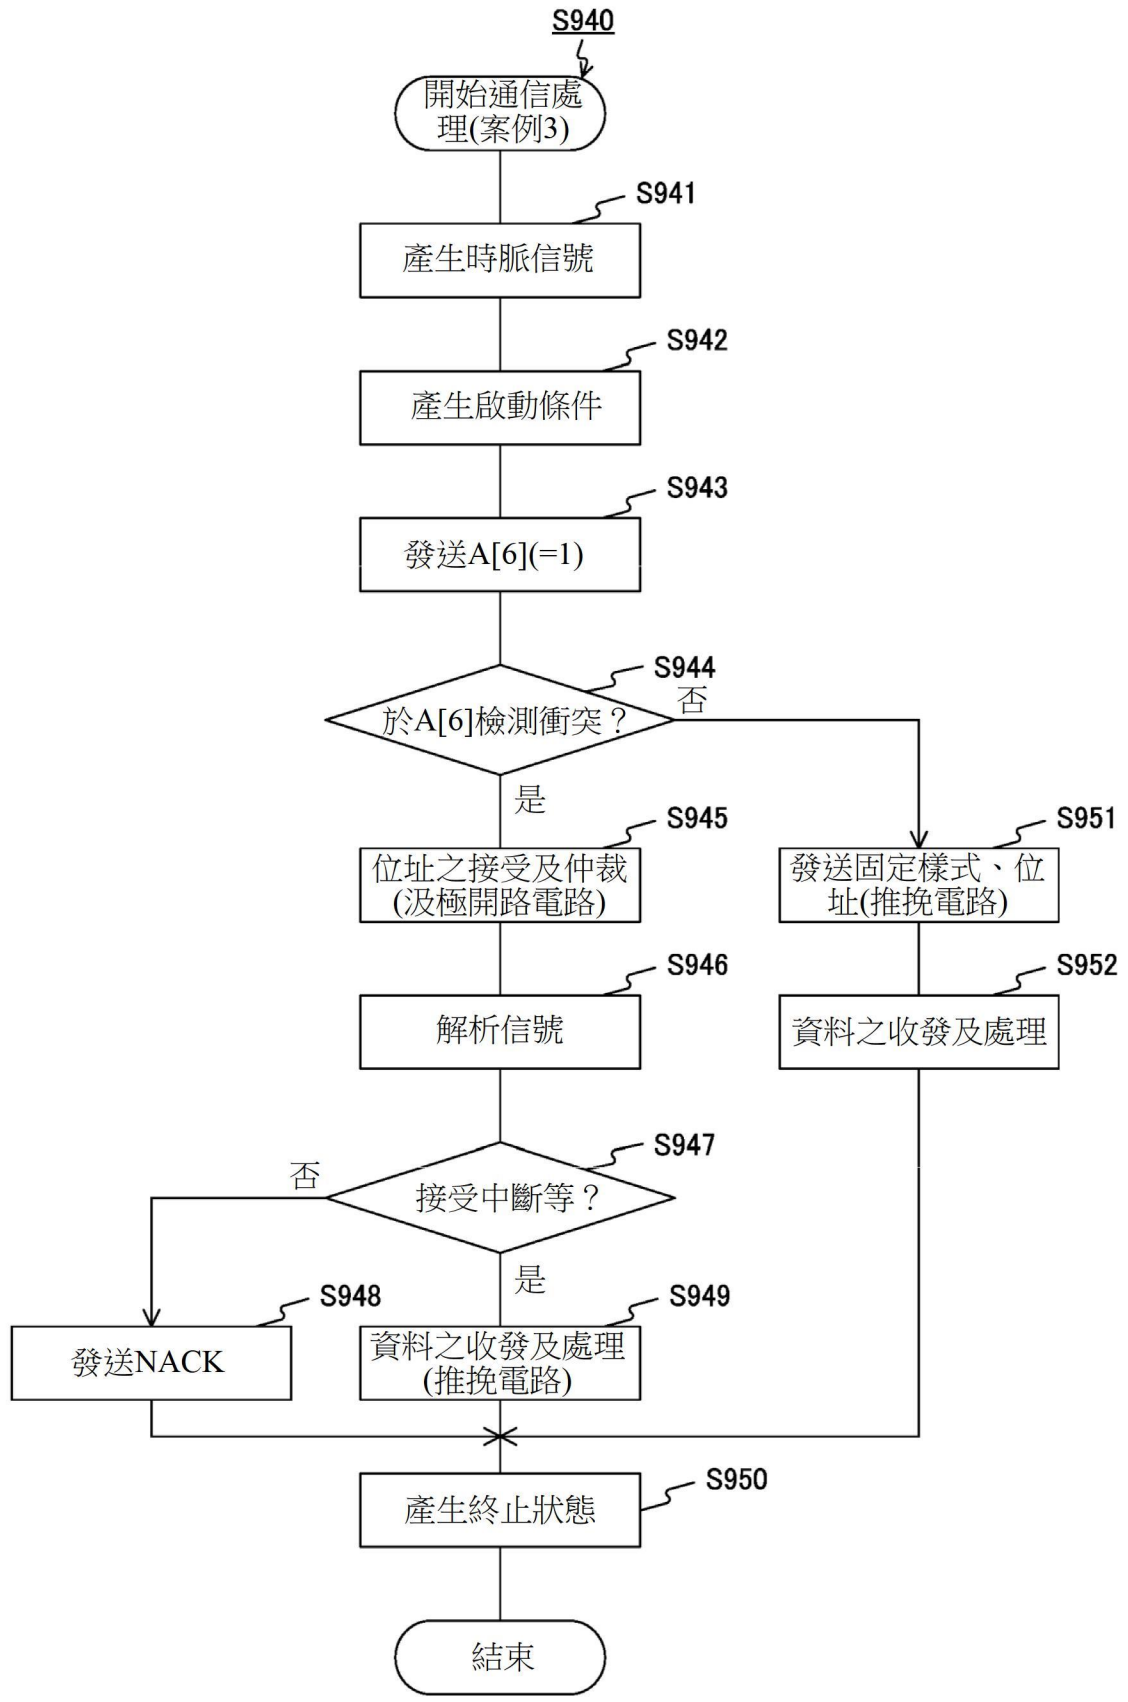 S940
開始通信處
理(案例3)
S941
產生時脈信號
S942
產生啟動條件
S943
發送A[6](=1)
S944
於A[6]檢測衝突？
否
是
S945
位址之接受及仲裁
(汲極開路電路)
S951
發送固定樣式、位
址(推挽電路)
S946
解析信號
S952
資料之收發及處理
S947
接受中斷等？
否
是
S948
發送NACK
S949
資料之收發及處理
(推挽電路)
S950
產生終止狀態
結束